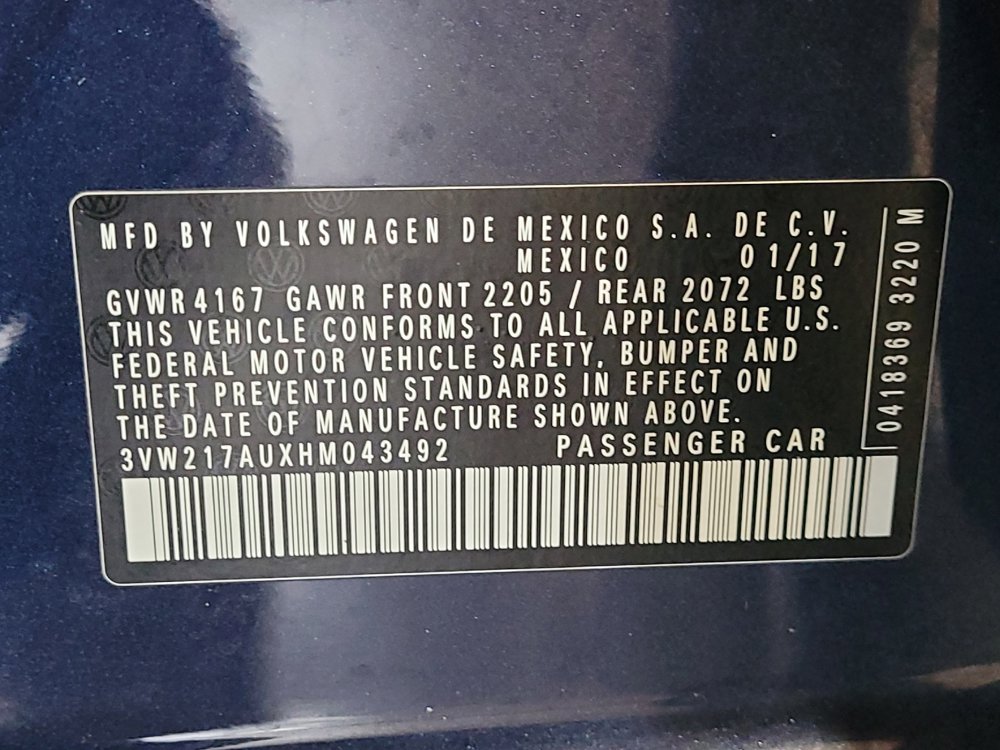 MFD BY VOLKSWAGEN DE MEXICO S.A. DE C.V.
MEXICO 01/17
GVWR 4167 GAWR FRONT 2205 / REAR 2072 LBS
THIS VEHICLE CONFORMS TO ALL APPLICABLE U.S.
FEDERAL MOTOR VEHICLE SAFETY, BUMPER AND
THEFT PREVENTION STANDARDS IN EFFECT ON
THE DATE OF MANUFACTURE SHOWN ABOVE.
3VW217AUXHM043492 PASSENGER CAR
0418369 3220 M